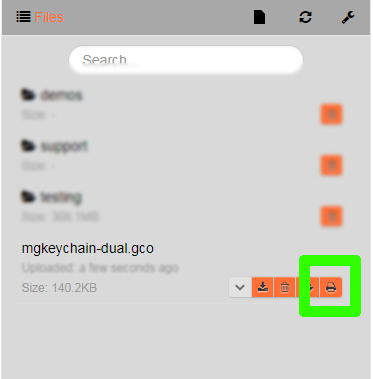 Files
Search...
demos
Size: -
support
Size: -
testing
Size: 308.1MB
mgkeychain-dual.gco
Uploaded: a few seconds ago
Size: 140.2KB